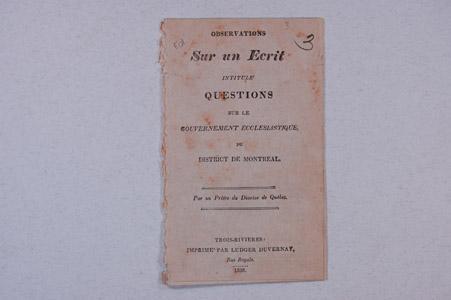 OBSERVATIONS
Sur un Ecrit
INTITULE'
QUESTIONS
SUR LE
GOUVERNEMENT ECCLESIASTIQUE,
DU
DISTRICT DE MONTREAL.
Par un Prêtre du Diocèse de Québec.
TROIS-RIVIERES:
IMPRIME' PAR LUDGER DUVERNAY,
Rue Royale.